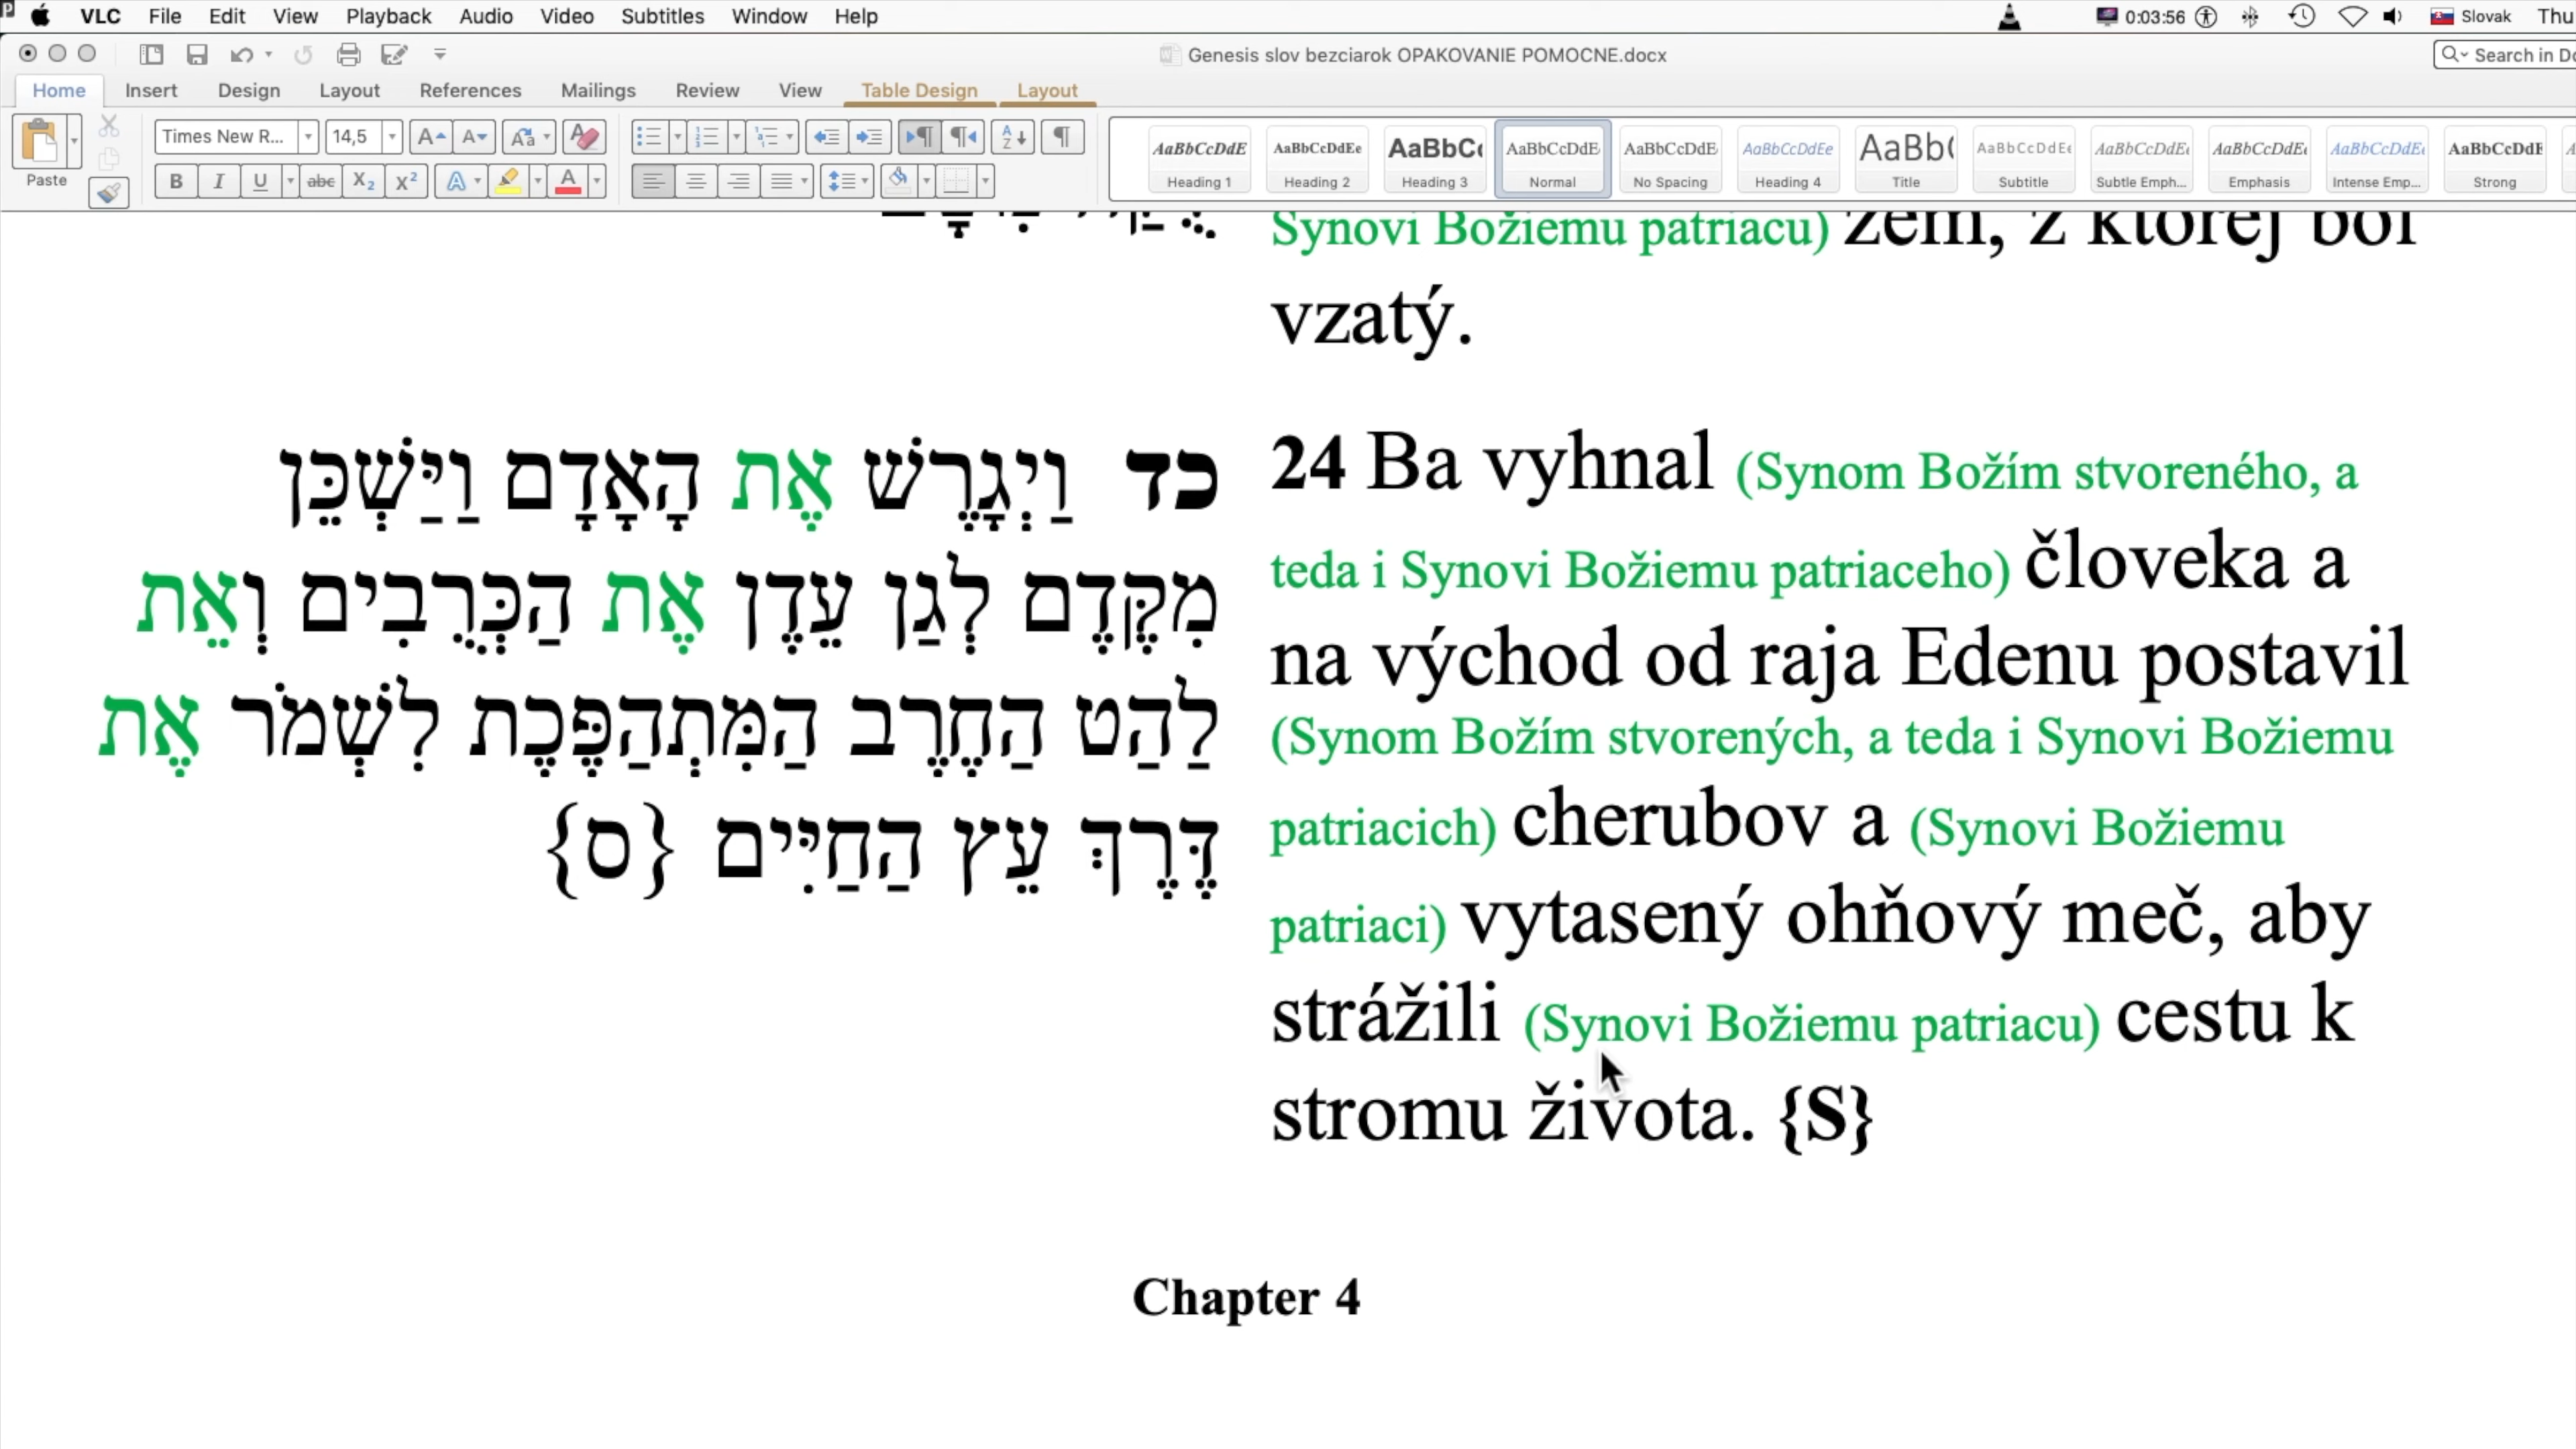 VLC File Edit View Playback Audio Video Subtitles Window Help 0:03:56 Slovak Thu
Genesis slov bezciarok OPAKOVANIE POMOCNE.docx
Search in Do
Home Insert Design Layout References Mailings Review View Table Design Layout
Times New R... 14,5
Paste
AaBbCcDdE AaBbCcDdEe AaBbCc AaBbCcDdE AaBbCcDdE AaBbCcDdEe AaBb( AaBbCcDdEe AaBbCcDdEe AaBbCcDdEe AaBbCcDdEe AaBbCcDdE
Heading 1 Heading 2 Heading 3 Normal No Spacing Heading 4 Title Subtitle Subtle Emph... Emphasis Intense Emp... Strong
Synovi Božiemu patriacu) zem, z ktorej bol
vzatý.
כד וַיְגָרֶשׁ אֶת הָאָדָם וַיַּשְׁכֵּן
מִקֶּדֶם לְגַן עֵדֶן אֶת הַכְּרֻבִים וְאֵת
לַהַט הַחֶרֶב הַמִּתְהַפֶּכֶת לִשְׁמֹר אֶת
דֶּרֶךְ עֵץ הַחַיִּים {ס}
24 Ba vyhnal (Synom Božím stvoreného, a
teda i Synovi Božiemu patriaceho) človeka a
na východ od raja Edenu postavil
(Synom Božím stvorených, a teda i Synovi Božiemu
patriacich) cherubov a (Synovi Božiemu
patriaci) vytasený ohňový meč, aby
strážili (Synovi Božiemu patriacu) cestu k
stromu života. {S}
Chapter 4